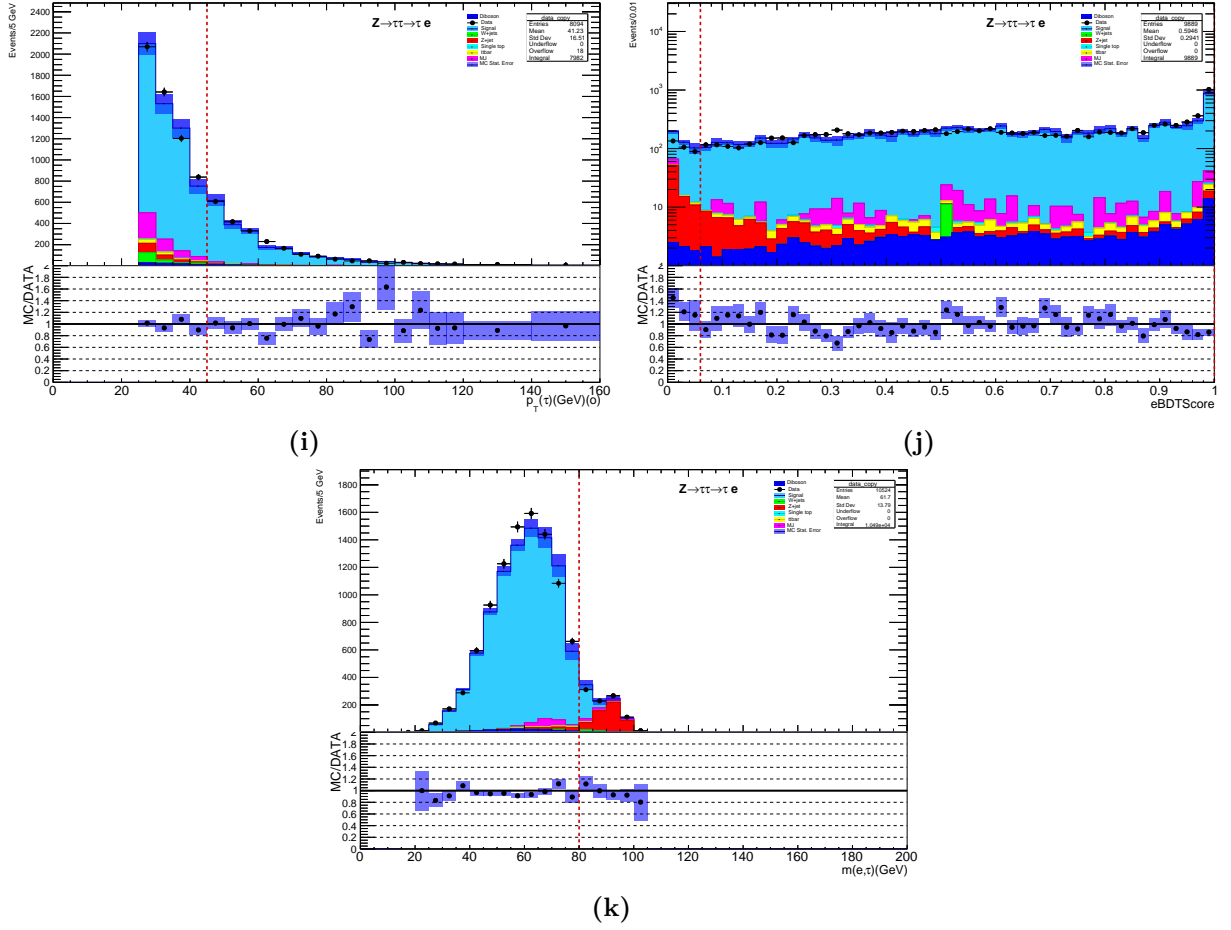 Events/5 GeV
2200
2000
1800
1600
1400
1200
1000
800
600
400
200
Z→ττ→τ e
Diboson
Data
Signal
W+jets
Z+jet
Single top
ttbar
MJ
MC Stat. Error
data_copy
Entries 8094
Mean 41.23
Std Dev 16.51
Underflow 0
Overflow 18
Integral 7982
MC/DATA
2
1.8
1.6
1.4
1.2
1
0.8
0.6
0.4
0.2
0
0 20 40 60 80 100 120 140 160
p_T(τ)(GeV)(o)
(i)
Events/0.01
10^4
10^3
10^2
10
Z→ττ→τ e
Diboson
Data
Signal
W+jets
Z+jet
Single top
ttbar
MJ
MC Stat. Error
data_copy
Entries 9889
Mean 0.5946
Std Dev 0.2941
Underflow 0
Overflow 0
Integral 9889
MC/DATA
2
1.8
1.6
1.4
1.2
1
0.8
0.6
0.4
0.2
0
0 0.1 0.2 0.3 0.4 0.5 0.6 0.7 0.8 0.9 1
eBDTScore
(j)
Events/5 GeV
1800
1600
1400
1200
1000
800
600
400
200
Z→ττ→τ e
Diboson
Data
Signal
W+jets
Z+jet
Single top
ttbar
MJ
MC Stat. Error
data_copy
Entries 10524
Mean 61.7
Std Dev 13.79
Underflow 0
Overflow 0
Integral 1.049e+04
MC/DATA
2
1.8
1.6
1.4
1.2
1
0.8
0.6
0.4
0.2
0
0 20 40 60 80 100 120 140 160 180 200
m(e,τ)(GeV)
(k)